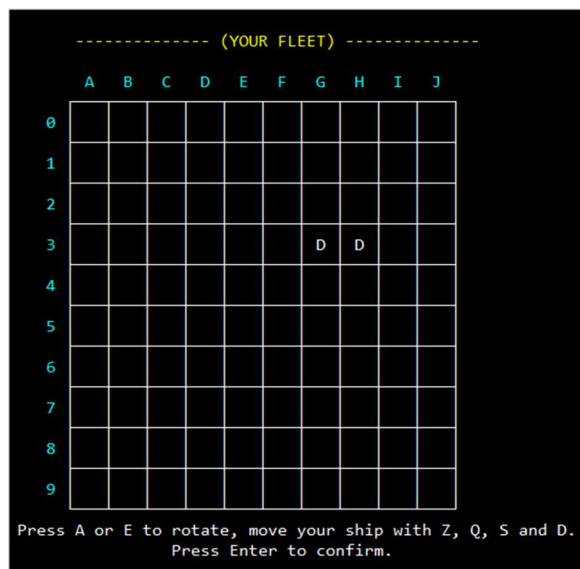 -------------- (YOUR FLEET) --------------
A B C D E F G H I J
0
1
2
3 D D
4
5
6
7
8
9
Press A or E to rotate, move your ship with Z, Q, S and D.
Press Enter to confirm.